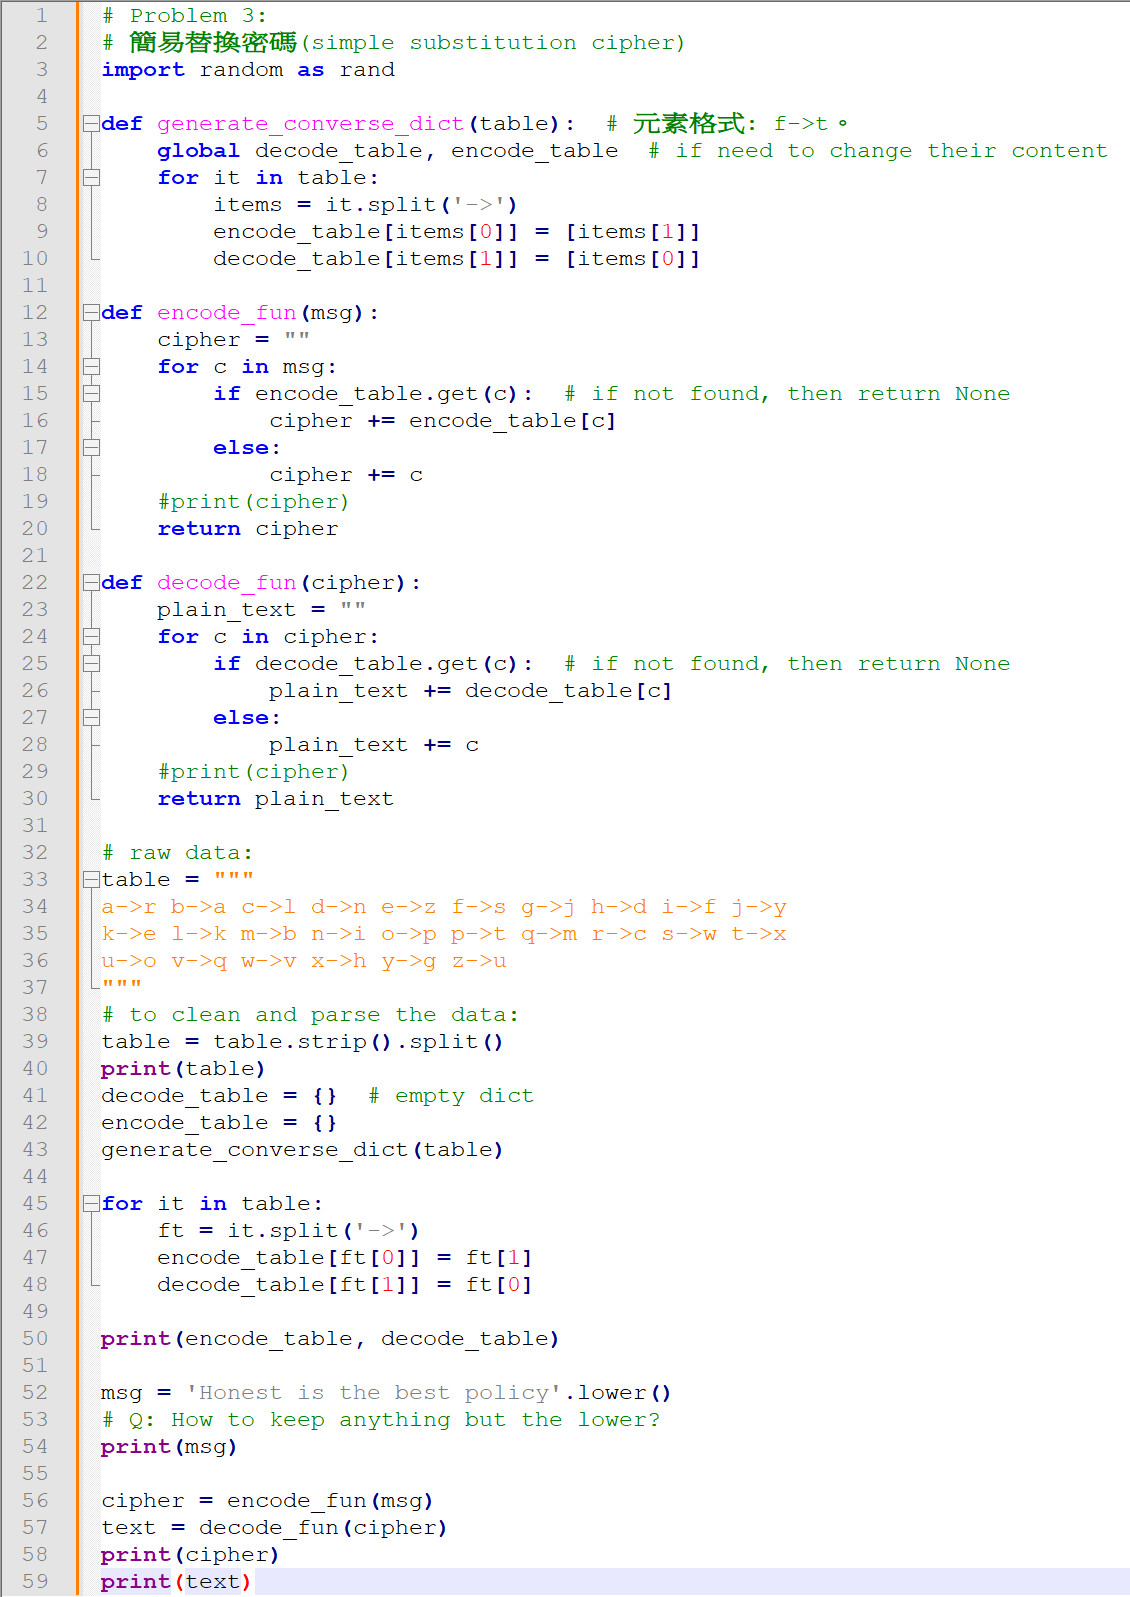 1 # Problem 3:
2 # 簡易替換密碼(simple substitution cipher)
3 import random as rand
4
5 def generate_converse_dict(table):  # 元素格式: f->t。
6     global decode_table, encode_table  # if need to change their content
7     for it in table:
8         items = it.split('->')
9         encode_table[items[0]] = [items[1]]
10         decode_table[items[1]] = [items[0]]
11
12 def encode_fun(msg):
13     cipher = ""
14     for c in msg:
15         if encode_table.get(c):  # if not found, then return None
16             cipher += encode_table[c]
17         else:
18             cipher += c
19     #print(cipher)
20     return cipher
21
22 def decode_fun(cipher):
23     plain_text = ""
24     for c in cipher:
25         if decode_table.get(c):  # if not found, then return None
26             plain_text += decode_table[c]
27         else:
28             plain_text += c
29     #print(cipher)
30     return plain_text
31
32 # raw data:
33 table = """
34 a->r b->a c->l d->n e->z f->s g->j h->d i->f j->y
35 k->e l->k m->b n->i o->p p->t q->m r->c s->w t->x
36 u->o v->q w->v x->h y->g z->u
37 """
38 # to clean and parse the data:
39 table = table.strip().split()
40 print(table)
41 decode_table = {}  # empty dict
42 encode_table = {}
43 generate_converse_dict(table)
44
45 for it in table:
46     ft = it.split('->')
47     encode_table[ft[0]] = ft[1]
48     decode_table[ft[1]] = ft[0]
49
50 print(encode_table, decode_table)
51
52 msg = 'Honest is the best policy'.lower()
53 # Q: How to keep anything but the lower?
54 print(msg)
55
56 cipher = encode_fun(msg)
57 text = decode_fun(cipher)
58 print(cipher)
59 print(text)